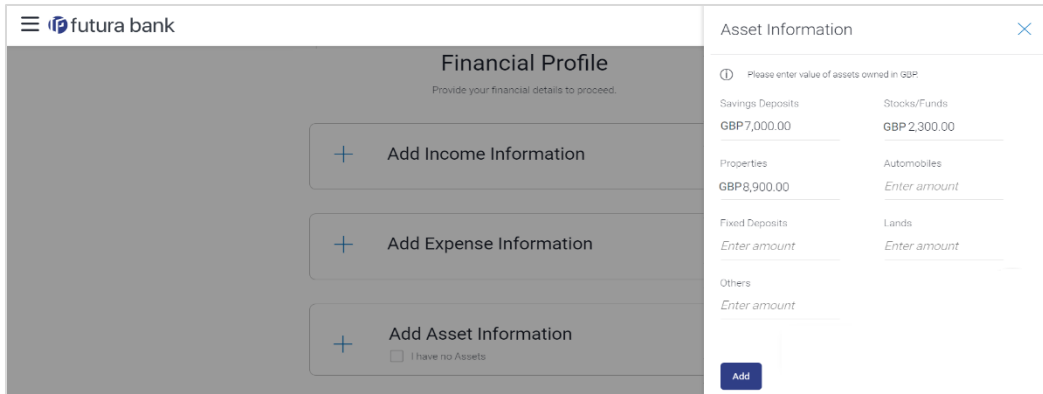 futura bank
Financial Profile
Provide your financial details to proceed.
Add Income Information
Add Expense Information
Add Asset Information
I have no Assets
Asset Information
Please enter value of assets owned in GBP.
Savings Deposits Stocks/Funds
GBP7,000.00 GBP 2,300.00
Properties Automobiles
GBP8,900.00 Enter amount
Fixed Deposits Lands
Enter amount Enter amount
Others
Enter amount
Add